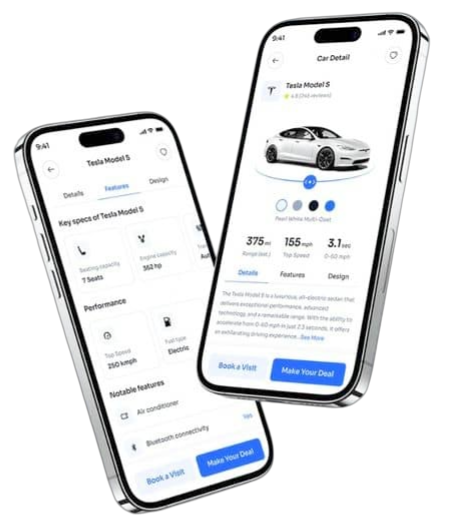 9:41
Tesla Model S
Details Features Design
Key specs of Tesla Model S
Seating capacity
7 Seats
Engine capacity
352 hp
Performance
Top Speed
250 kmph
Fuel type
Electric
Notable features
Air conditioner
Yes
Bluetooth connectivity
Book a Visit
Make Your Deal
9:41
Car Detail
Tesla Model S
Pearl White Multi-Coat
375 mi
Range (est.)
155 mph
Top Speed
3.1 sec
0-60 mph
Details Features Design
The Tesla Model S is a luxurious, all-electric sedan that
delivers exceptional performance, advanced
technology, and a remarkable range. With the ability to
accelerate from 0-60 mph in just 2.3 seconds, it offers
an exhilarating driving experience. See More
Book a Visit
Make Your Deal